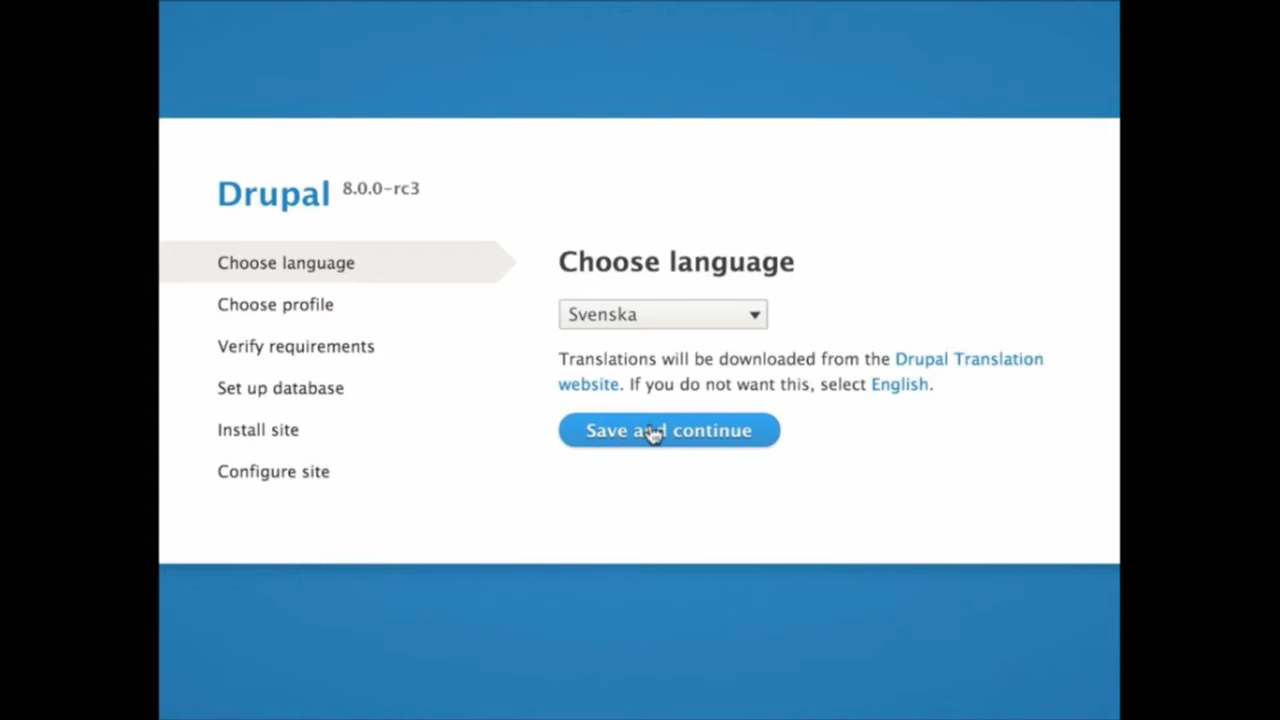 Drupal 8.0.0-rc3
Choose language
Choose profile
Verify requirements
Set up database
Install site
Configure site
Choose language
Svenska
Translations will be downloaded from the Drupal Translation
website. If you do not want this, select English.
Save and continue